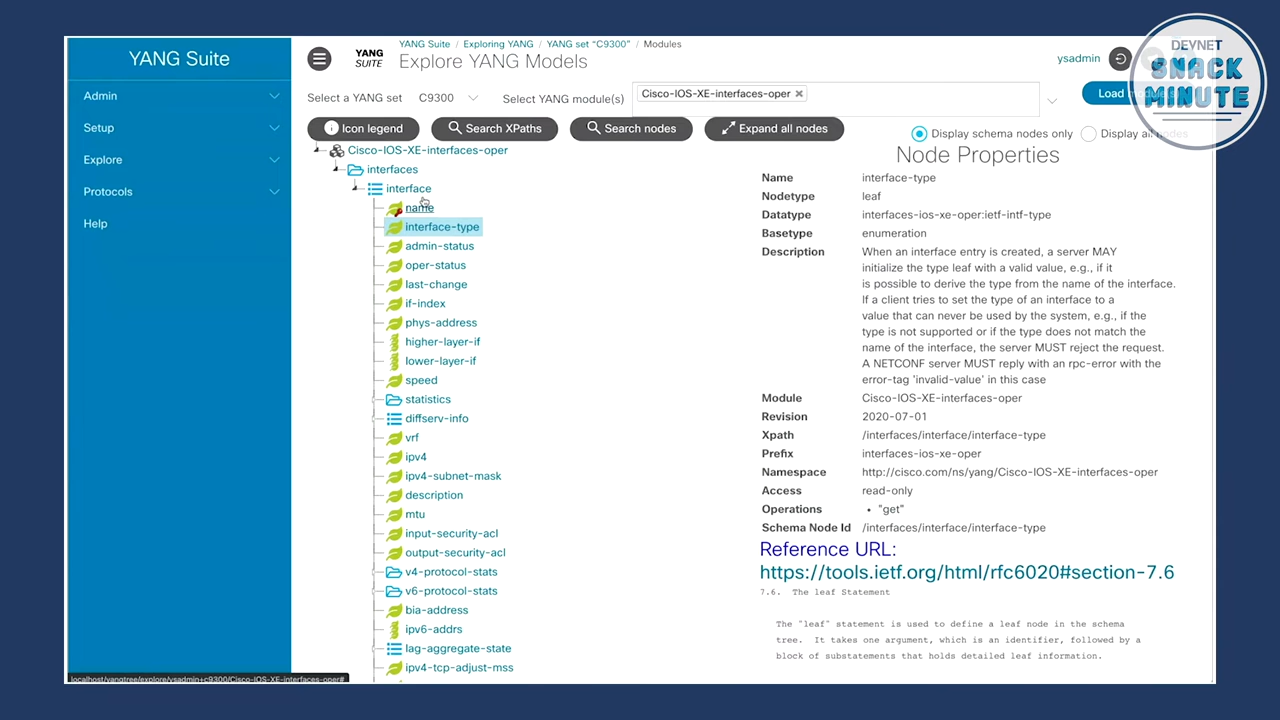 YANG Suite
Admin
Setup
Explore
Protocols
Help
YANG SUITE
YANG Suite / Exploring YANG / YANG set "C9300" / Modules
Explore YANG Models
ysadmin
DEVNET
SNACK
MINUTE
Select a YANG set C9300 Select YANG module(s) Cisco-IOS-XE-interfaces-oper
Load
Icon legend Search XPaths Search nodes Expand all nodes
Display schema nodes only Display all nodes
Cisco-IOS-XE-interfaces-oper
interfaces
interface
name
interface-type
admin-status
oper-status
last-change
if-index
phys-address
higher-layer-if
lower-layer-if
speed
statistics
diffserv-info
vrf
ipv4
ipv4-subnet-mask
description
mtu
input-security-acl
output-security-acl
v4-protocol-stats
v6-protocol-stats
bia-address
ipv6-addrs
lag-aggregate-state
ipv4-tcp-adjust-mss
Node Properties
Name interface-type
Nodetype leaf
Datatype interfaces-ios-xe-oper:ietf-intf-type
Basetype enumeration
Description When an interface entry is created, a server MAY
initialize the type leaf with a valid value, e.g., if it
is possible to derive the type from the name of the interface.
If a client tries to set the type of an interface to a
value that can never be used by the system, e.g., if the
type is not supported or if the type does not match the
name of the interface, the server MUST reject the request.
A NETCONF server MUST reply with an rpc-error with the
error-tag 'invalid-value' in this case
Module Cisco-IOS-XE-interfaces-oper
Revision 2020-07-01
Xpath /interfaces/interface/interface-type
Prefix interfaces-ios-xe-oper
Namespace http://cisco.com/ns/yang/Cisco-IOS-XE-interfaces-oper
Access read-only
Operations • "get"
Schema Node Id /interfaces/interface/interface-type
Reference URL:
https://tools.ietf.org/html/rfc6020#section-7.6
7.6. The leaf Statement
The "leaf" statement is used to define a leaf node in the schema
tree. It takes one argument, which is an identifier, followed by a
block of substatements that holds detailed leaf information.
localhost/yangtree/explore/ysadmin+c9300/Cisco-IOS-XE-interfaces-oper#